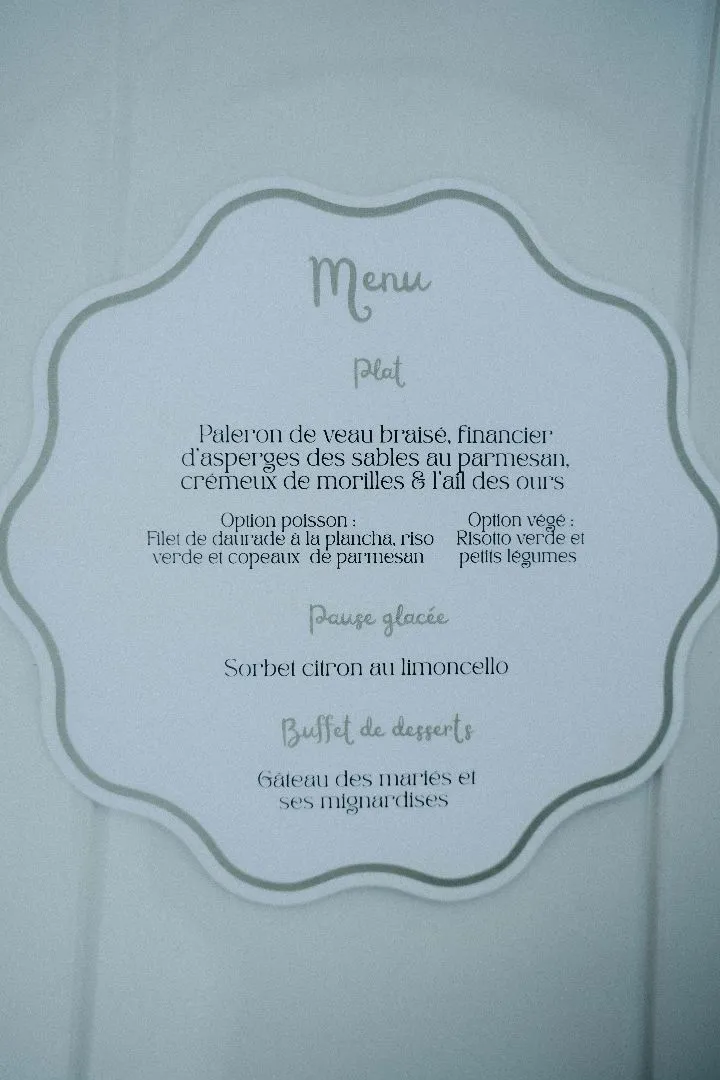 Menu
Plat
Paleron de veau braisé, financier
d'asperges des sables au parmesan,
crémeux de morilles & l'ail des ours
Option poisson :
Filet de daurade à la plancha, riso
verde et copeaux de parmesan
Option végé :
Risotto verde et
petits légumes
Pause glacée
Sorbet citron au limoncello
Buffet de desserts
Gâteau des mariés et
ses mignardises